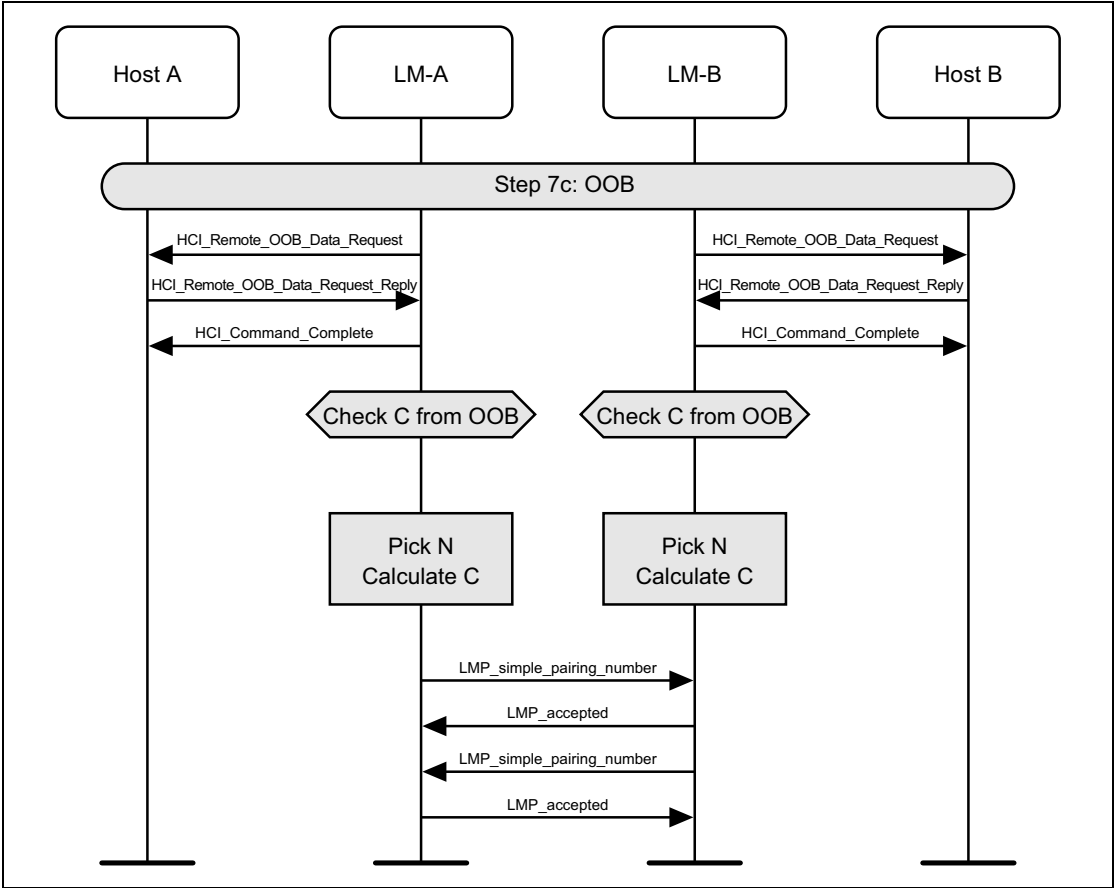 Host A
LM-A
LM-B
Host B
Step 7c: OOB
HCI_Remote_OOB_Data_Request
HCI_Remote_OOB_Data_Request
HCI_Remote_OOB_Data_Request_Reply
HCI_Remote_OOB_Data_Request_Reply
HCI_Command_Complete
HCI_Command_Complete
Check C from OOB
Check C from OOB
Pick N
Calculate C
Pick N
Calculate C
LMP_simple_pairing_number
LMP_accepted
LMP_simple_pairing_number
LMP_accepted